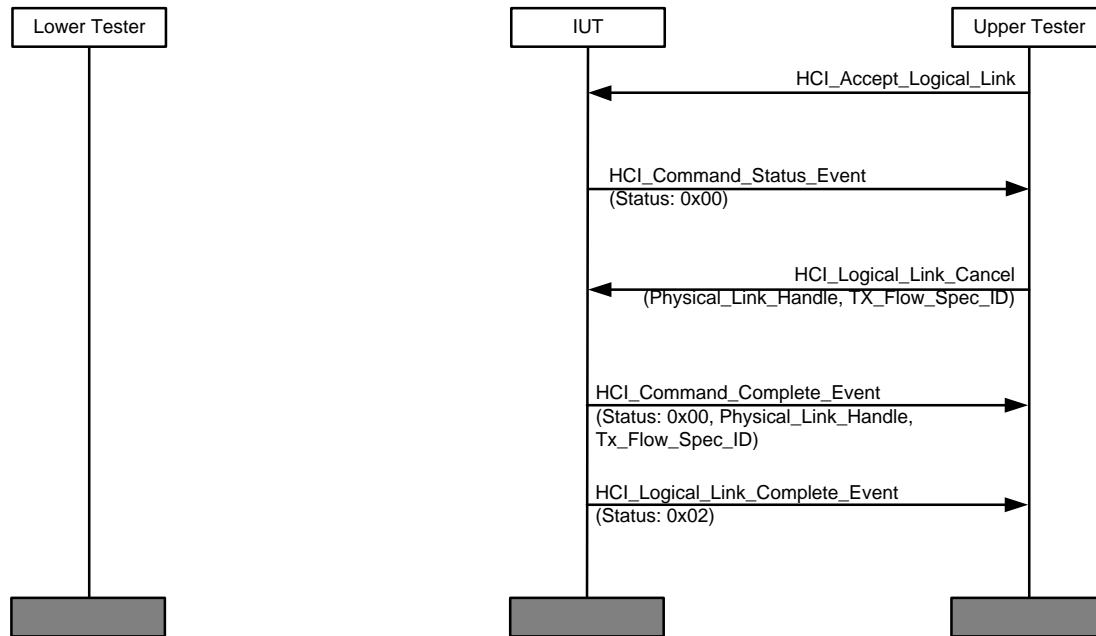 Lower Tester
IUT
Upper Tester
HCI_Accept_Logical_Link
HCI_Command_Status_Event
(Status: 0x00)
HCI_Logical_Link_Cancel
(Physical_Link_Handle, TX_Flow_Spec_ID)
HCI_Command_Complete_Event
(Status: 0x00, Physical_Link_Handle,
Tx_Flow_Spec_ID)
HCI_Logical_Link_Complete_Event
(Status: 0x02)